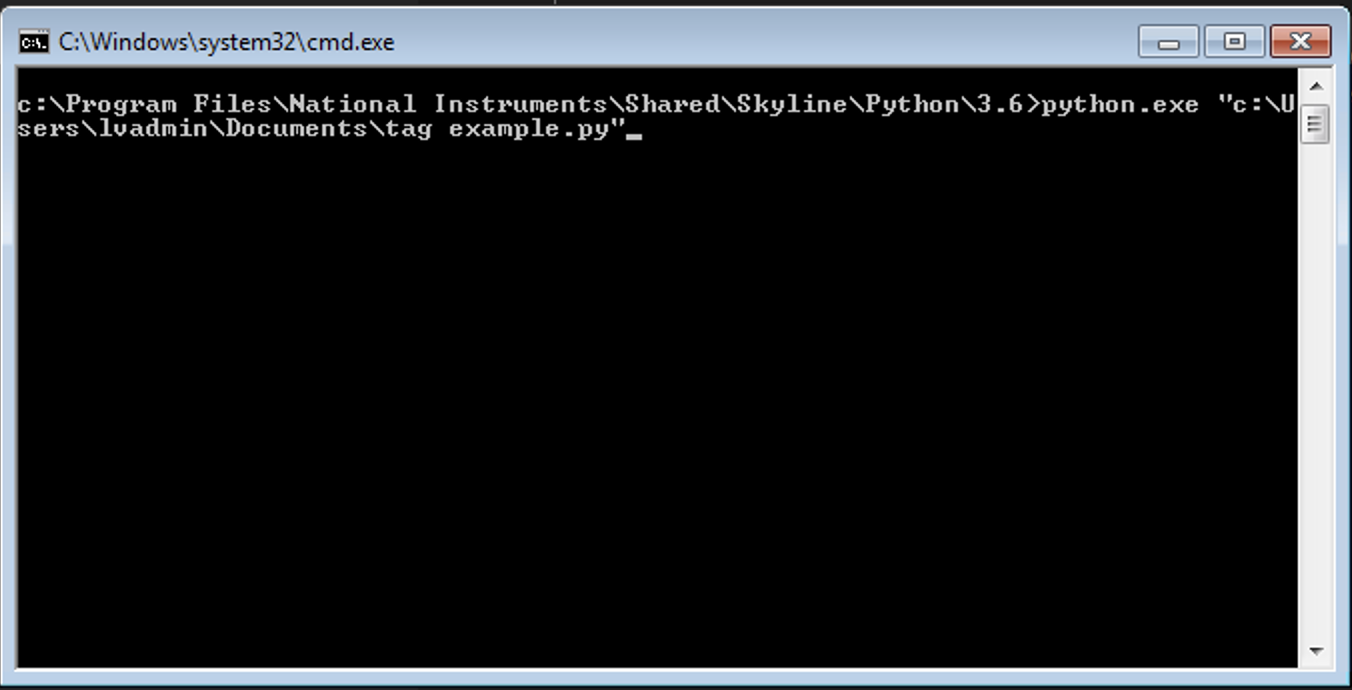 C:\Windows\system32\cmd.exe
c:\Program Files\National Instruments\Shared\Skyline\Python\3.6>python.exe "c:\U
sers\lvadmin\Documents\tag example.py"_